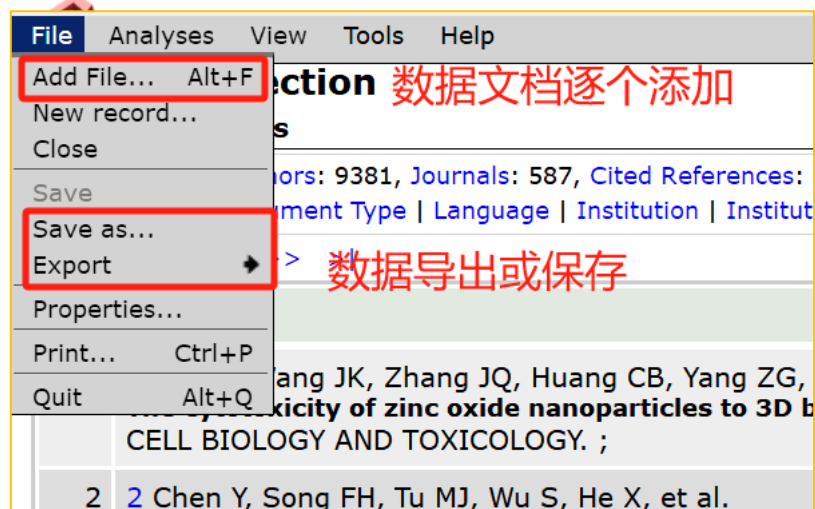 File Analyses View Tools Help
Add File... Alt+F
ection 数据文档逐个添加
New record...
s
Close
hors: 9381, Journals: 587, Cited References:
Save
ument Type | Language | Institution | Institut
Save as...
Export
> >|
数据导出或保存
Properties...
Print... Ctrl+P
Yang JK, Zhang JQ, Huang CB, Yang ZG,
Quit Alt+Q
The cytotoxicity of zinc oxide nanoparticles to 3D b
CELL BIOLOGY AND TOXICOLOGY. ;
2 2 Chen Y, Song FH, Tu MJ, Wu S, He X, et al.